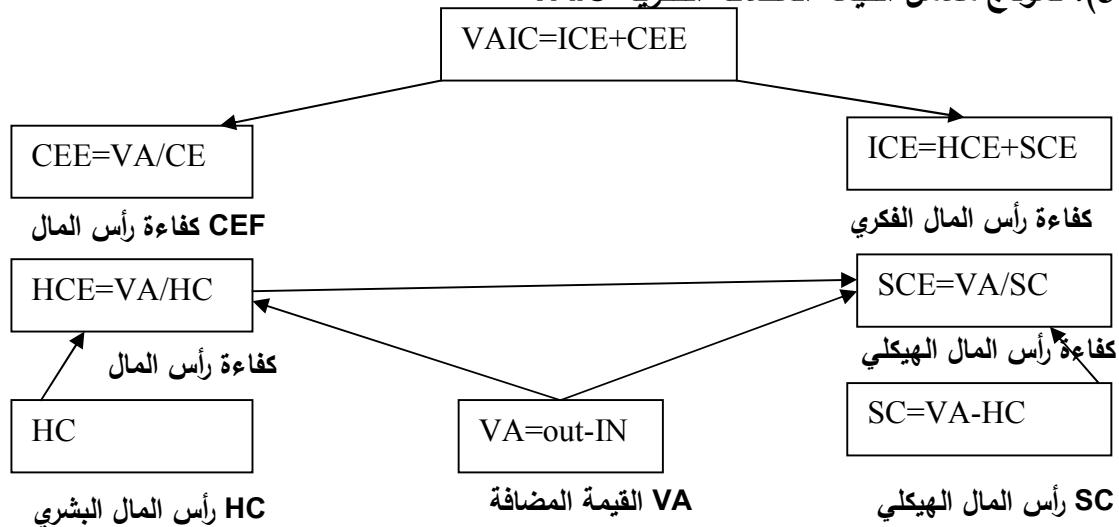 VAIC=ICE+CEE
CEE=VA/CE
ICE=HCE+SCE
CEF كفاءة رأس المال
كفاءة رأس المال الفكري
HCE=VA/HC
SCE=VA/SC
كفاءة رأس المال
كفاءة رأس المال الهيكلي
HC
VA=out-IN
SC=VA-HC
HC رأس المال البشري
VA القيمة المضافة
SC رأس المال الهيكلي